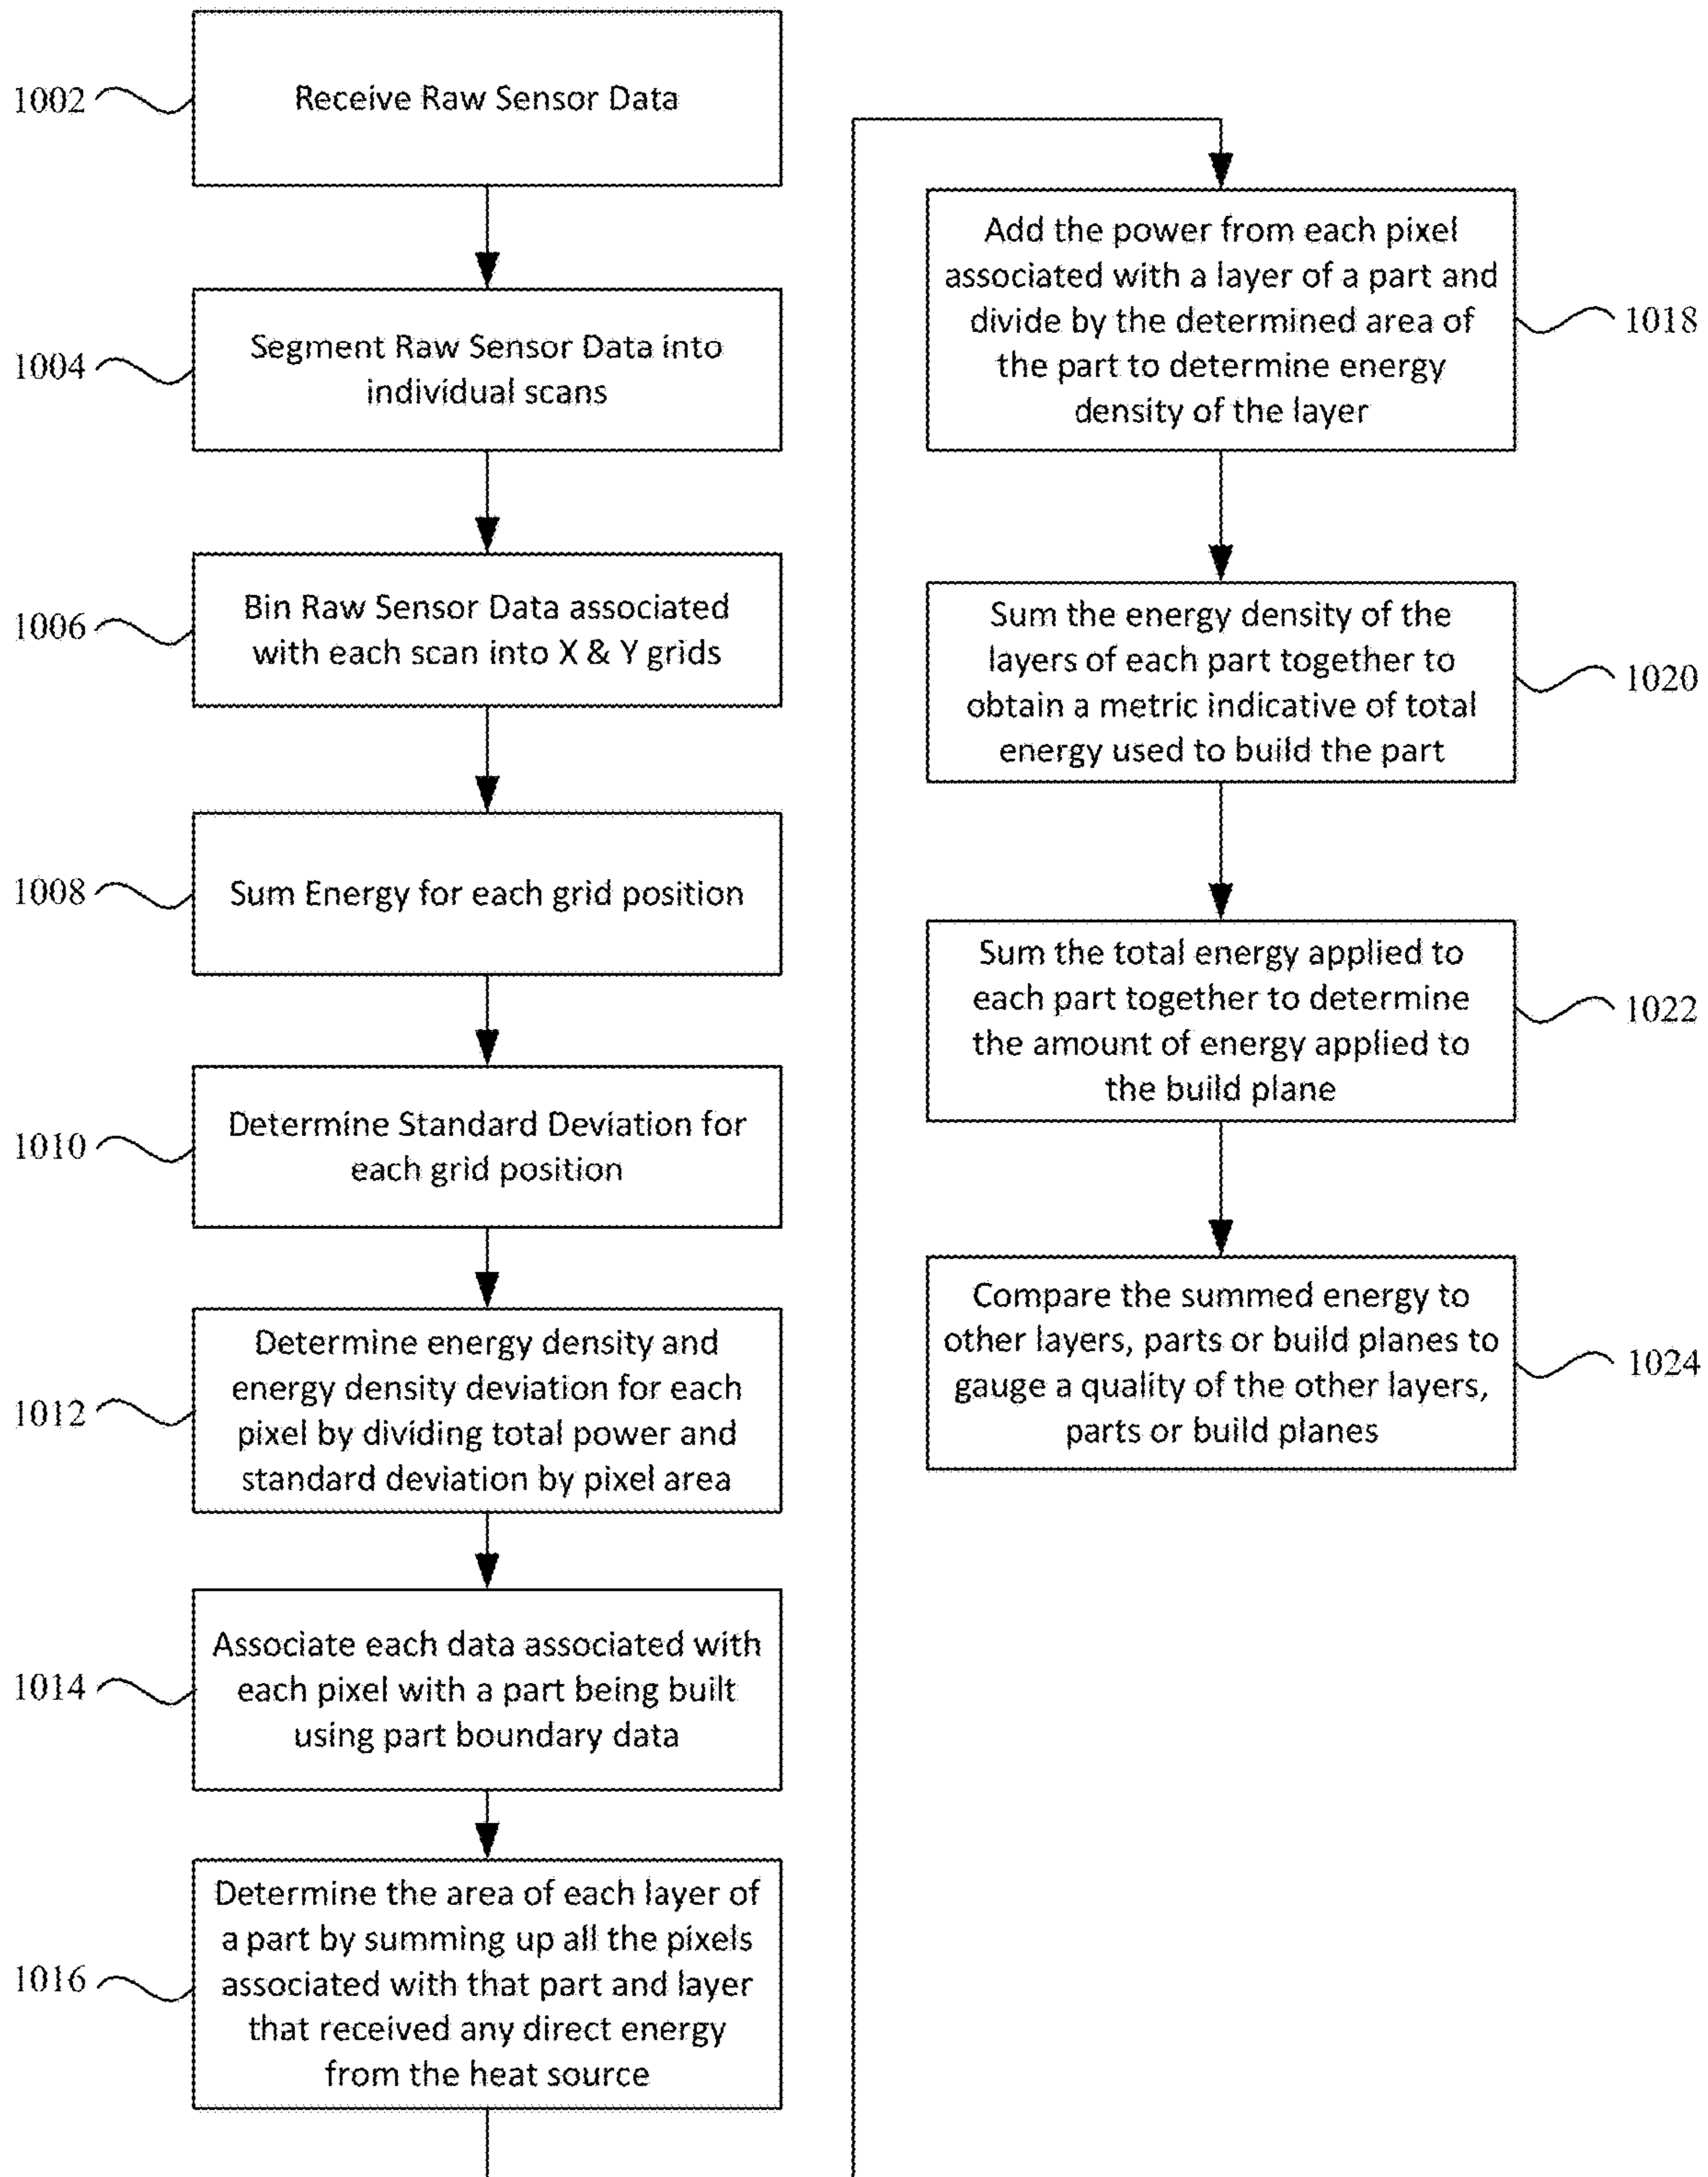 1002
Receive Raw Sensor Data
1004
Segment Raw Sensor Data into
individual scans
1006
Bin Raw Sensor Data associated
with each scan into X & Y grids
1008
Sum Energy for each grid position
1010
Determine Standard Deviation for
each grid position
1012
Determine energy density and
energy density deviation for each
pixel by dividing total power and
standard deviation by pixel area
1014
Associate each data associated with
each pixel with a part being built
using part boundary data
1016
Determine the area of each layer of
a part by summing up all the pixels
associated with that part and layer
that received any direct energy
from the heat source
Add the power from each pixel
associated with a layer of a part and
divide by the determined area of
the part to determine energy
density of the layer
1018
Sum the energy density of the
layers of each part together to
obtain a metric indicative of total
energy used to build the part
1020
Sum the total energy applied to
each part together to determine
the amount of energy applied to
the build plane
1022
Compare the summed energy to
other layers, parts or build planes to
gauge a quality of the other layers,
parts or build planes
1024